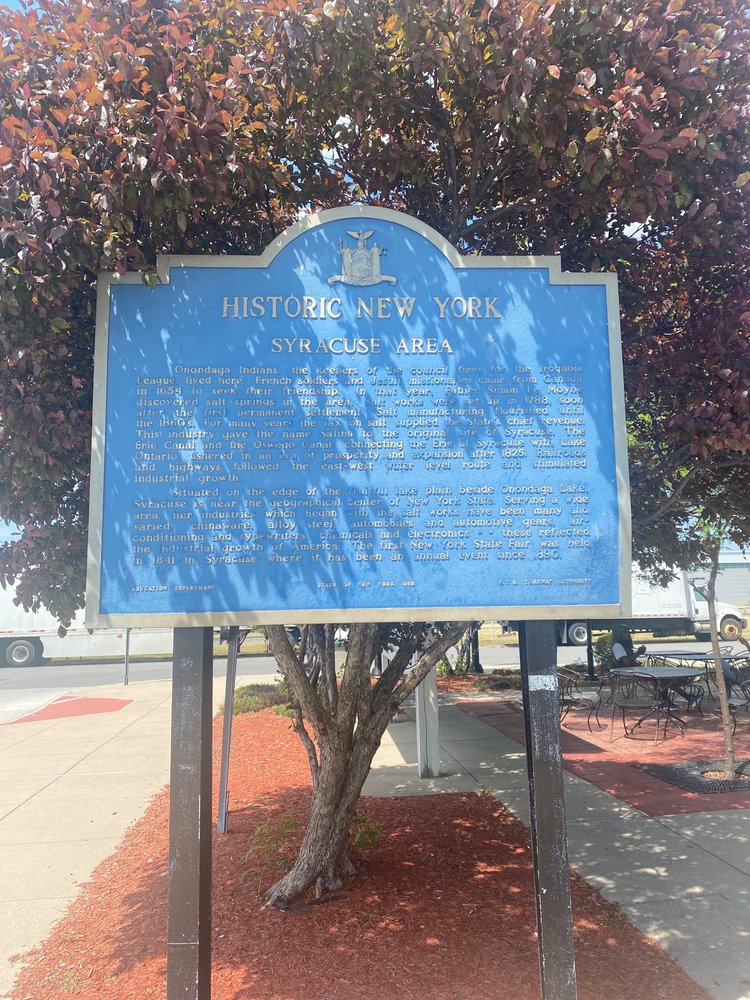 HISTORIC NEW YORK
SYRACUSE AREA
Onondaga Indians, the keepers of the council fires for the Iroquois
League, lived here. French soldiers and Jesuit missionaries came from Canada
in 1654 to seek their friendship. In that year, Father Simon Le Moyne
discovered salt springs in the area. Salt works were set up in 1788, soon
after the first permanent settlement. Salt manufacturing flourished until
the 1860's. For many years the tax on salt supplied the State's chief revenue.
This industry gave the name Salina to the original site of Syracuse. The
Erie Canal and the Oswego Canal, connecting the Erie at Syracuse with Lake
Ontario, ushered in an era of prosperity and expansion after 1825. Railroads
and highways followed the east-west water level route and stimulated
industrial growth.
Situated on the edge of the fruitful lake plain beside Onondaga Lake,
Syracuse is near the geographical center of New York State. Serving a wide
area, her industries, which began with the salt works have been many and
varied: chinaware, alloy steel, automobiles and automotive gears, air-
conditioning and typewriters, chemicals and electronics -- these reflected
the industrial growth of America. The first New York State Fair was held
in 1841 in Syracuse where it has been an annual event since 1890.
EDUCATION DEPARTMENT STATE OF NEW YORK N.Y.S. THRUWAY AUTHORITY